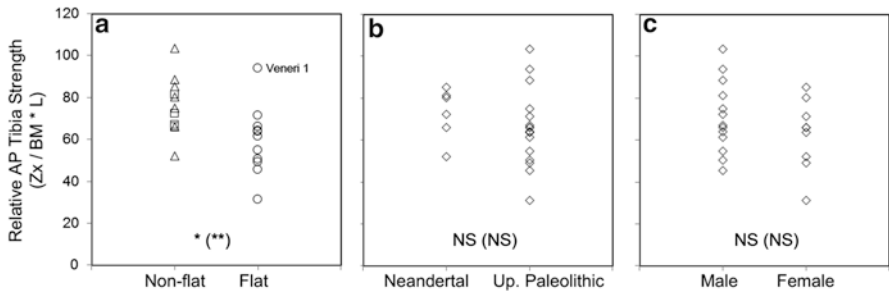 Relative AP Tibia Strength
(Zx / BM * L)
120
100
80
60
40
20
0
a
Veneri 1
* (**)
Non-flat Flat
b
NS (NS)
Neandertal Up. Paleolithic
c
NS (NS)
Male Female